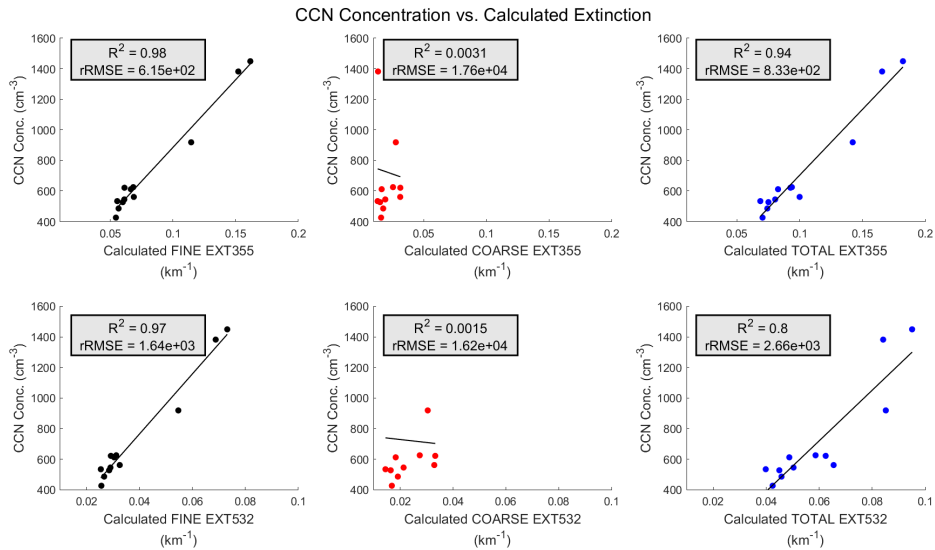 CCN Concentration vs. Calculated Extinction
1600
1400
1200
1000
800
600
400
CCN Conc. (cm-3)
R2 = 0.98
rRMSE = 6.15e+02
0.05 0.1 0.15 0.2
Calculated FINE EXT355
(km-1)
1600
1400
1200
1000
800
600
400
CCN Conc. (cm-3)
R2 = 0.0031
rRMSE = 1.76e+04
0.05 0.1 0.15 0.2
Calculated COARSE EXT355
(km-1)
1600
1400
1200
1000
800
600
400
CCN Conc. (cm-3)
R2 = 0.94
rRMSE = 8.33e+02
0.05 0.1 0.15 0.2
Calculated TOTAL EXT355
(km-1)
1600
1400
1200
1000
800
600
400
CCN Conc. (cm-3)
R2 = 0.97
rRMSE = 1.64e+03
0.02 0.04 0.06 0.08 0.1
Calculated FINE EXT532
(km-1)
1600
1400
1200
1000
800
600
400
CCN Conc. (cm-3)
R2 = 0.0015
rRMSE = 1.62e+04
0.02 0.04 0.06 0.08 0.1
Calculated COARSE EXT532
(km-1)
1600
1400
1200
1000
800
600
400
CCN Conc. (cm-3)
R2 = 0.8
rRMSE = 2.66e+03
0.02 0.04 0.06 0.08 0.1
Calculated TOTAL EXT532
(km-1)